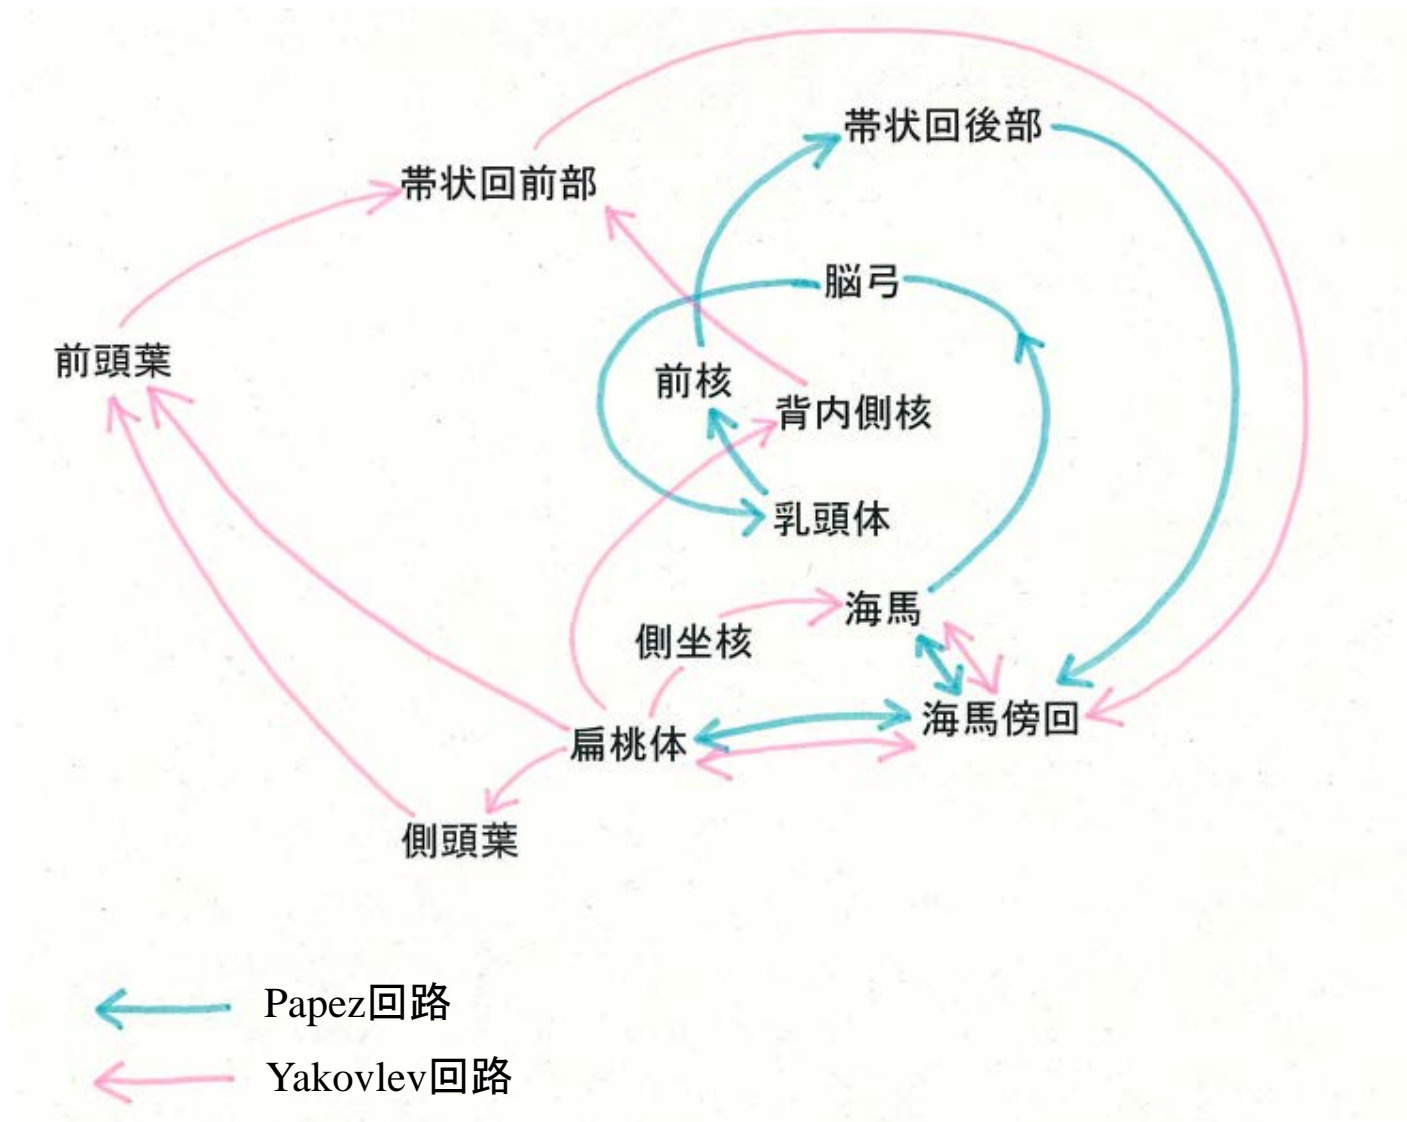 帯状回後部
帯状回前部
脳弓
前頭葉
前核
背内側核
乳頭体
海馬
側坐核
海馬傍回
扁桃体
側頭葉
Papez回路
Yakovlev回路